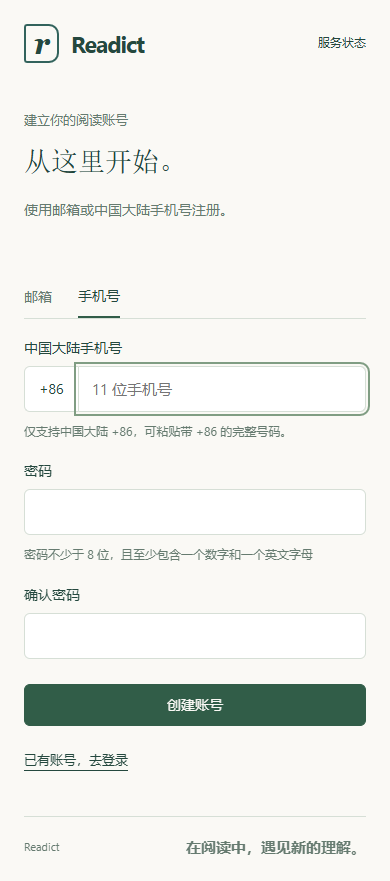 r Readict
服务状态
建立你的阅读账号
从这里开始。
使用邮箱或中国大陆手机号注册。
邮箱 手机号
中国大陆手机号
+86 11 位手机号
仅支持中国大陆 +86，可粘贴带 +86 的完整号码。
密码
密码不少于 8 位，且至少包含一个数字和一个英文字母
确认密码
创建账号
已有账号，去登录
Readict
在阅读中，遇见新的理解。